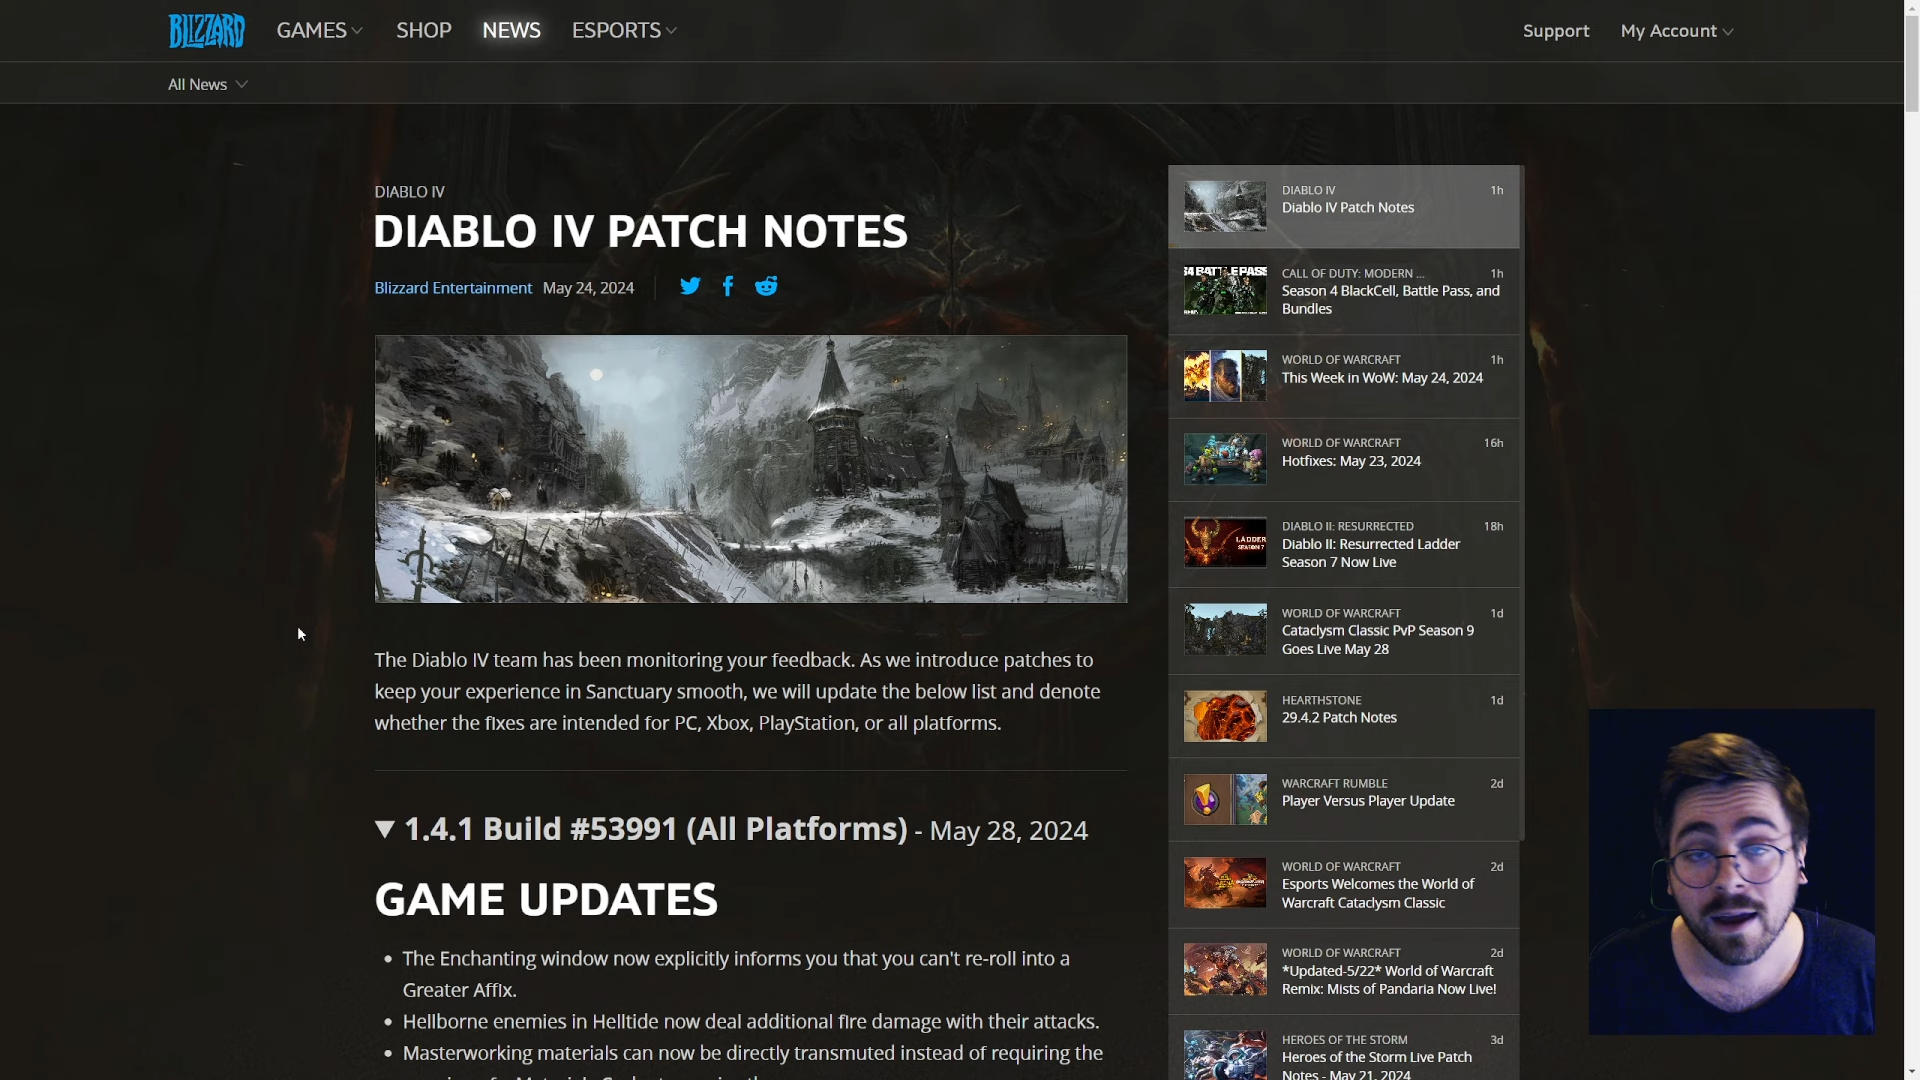 BLIZZARD
GAMES
SHOP
NEWS
ESPORTS
Support
My Account
All News
DIABLO IV
DIABLO IV PATCH NOTES
Blizzard Entertainment May 24, 2024
The Diablo IV team has been monitoring your feedback. As we introduce patches to
keep your experience in Sanctuary smooth, we will update the below list and denote
whether the fixes are intended for PC, Xbox, PlayStation, or all platforms.
1.4.1 Build #53991 (All Platforms) - May 28, 2024
GAME UPDATES
• The Enchanting window now explicitly informs you that you can't re-roll into a
Greater Affix.
• Hellborne enemies in Helltide now deal additional fire damage with their attacks.
• Masterworking materials can now be directly transmuted instead of requiring the
DIABLO IV 1h
Diablo IV Patch Notes
S4 BATTLE PASS
CALL OF DUTY: MODERN ... 1h
Season 4 BlackCell, Battle Pass, and
Bundles
WORLD OF WARCRAFT 1h
This Week in WoW: May 24, 2024
WORLD OF WARCRAFT 16h
Hotfixes: May 23, 2024
LADDER
SEASON 7
DIABLO II: RESURRECTED 18h
Diablo II: Resurrected Ladder
Season 7 Now Live
WORLD OF WARCRAFT 1d
Cataclysm Classic PvP Season 9
Goes Live May 28
HEARTHSTONE 1d
29.4.2 Patch Notes
WARCRAFT RUMBLE 2d
Player Versus Player Update
WORLD OF WARCRAFT 2d
Esports Welcomes the World of
Warcraft Cataclysm Classic
WORLD OF WARCRAFT 2d
*Updated-5/22* World of Warcraft
Remix: Mists of Pandaria Now Live!
HEROES OF THE STORM 3d
Heroes of the Storm Live Patch
Notes - May 21, 2024